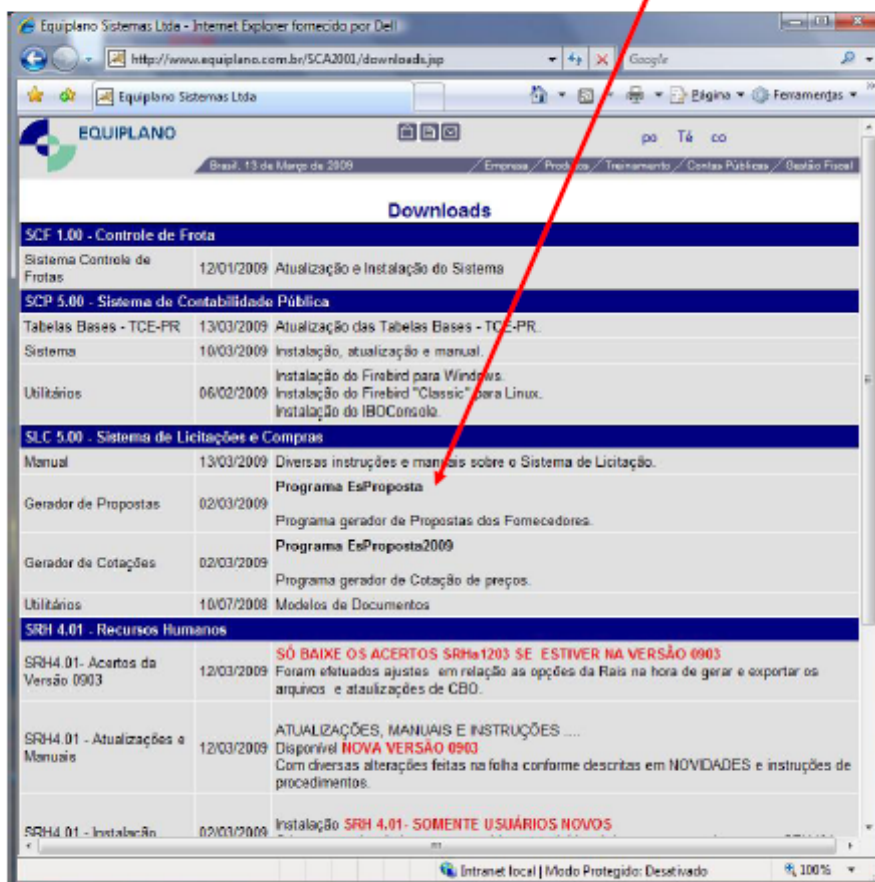 Equiplano Sistemas Ltda - Internet Explorer fornecido por Dell
http://www.equiplano.com.br/SCA2001/downloads.jsp
Google
Equiplano Sistemas Ltda
Página
Ferramentas
EQUIPLANO
po Té co
Brasil, 13 de Março de 2009
Empresa / Produtos / Treinamento / Contas Públicas / Gestão Fiscal
Downloads
SCF 1.00 - Controle de Frota
Sistema Controle de
Frotas
12/01/2009 Atualização e Instalação do Sistema
SCP 5.00 - Sistema de Contabilidade Pública
Tabelas Bases - TCE-PR 13/03/2009 Atualização das Tabelas Bases - TCE-PR.
Sistema 10/03/2009 Instalação, atualização e manual.
Utilitários 06/02/2009
Instalação do Firebird para Windows.
Instalação do Firebird "Classic" para Linux.
Instalação do IBOConsole.
SLC 5.00 - Sistema de Licitações e Compras
Manual 13/03/2009 Diversas instruções e manuais sobre o Sistema de Licitação.
Gerador de Propostas 02/03/2009
Programa EsProposta
Programa gerador de Propostas dos Fornecedores.
Gerador de Cotações 02/03/2009
Programa EsProposta2009
Programa gerador de Cotação de preços.
Utilitários 10/07/2008 Modelos de Documentos
SRH 4.01 - Recursos Humanos
SRH4.01- Acertos da
Versão 0903
12/03/2009
SÓ BAIXE OS ACERTOS SRHa1203 SE ESTIVER NA VERSÃO 0903
Foram efetuados ajustes em relação as opções da Rais na hora de gerar e exportar os
arquivos e ataulizações de CBO.
SRH4.01 - Atualizações e
Manuais
12/03/2009
ATUALIZAÇÕES, MANUAIS E INSTRUÇÕES ....
Disponível NOVA VERSÃO 0903
Com diversas alterações feitas na folha conforme descritas em NOVIDADES e instruções de
procedimentos.
SRH4.01 - Instalação 02/03/2009 Instalação SRH 4.01- SOMENTE USUÁRIOS NOVOS
Intranet local | Modo Protegido: Desativado
100%